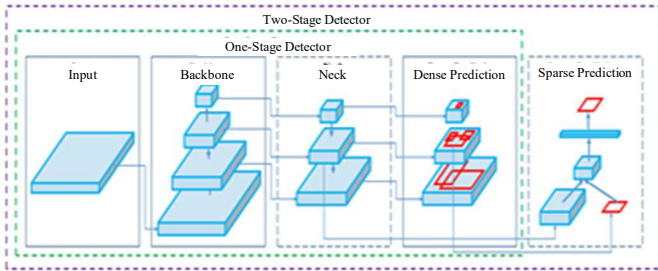 Two-Stage Detector
One-Stage Detector
Input
Backbone
Neck
Dense Prediction
Sparse Prediction